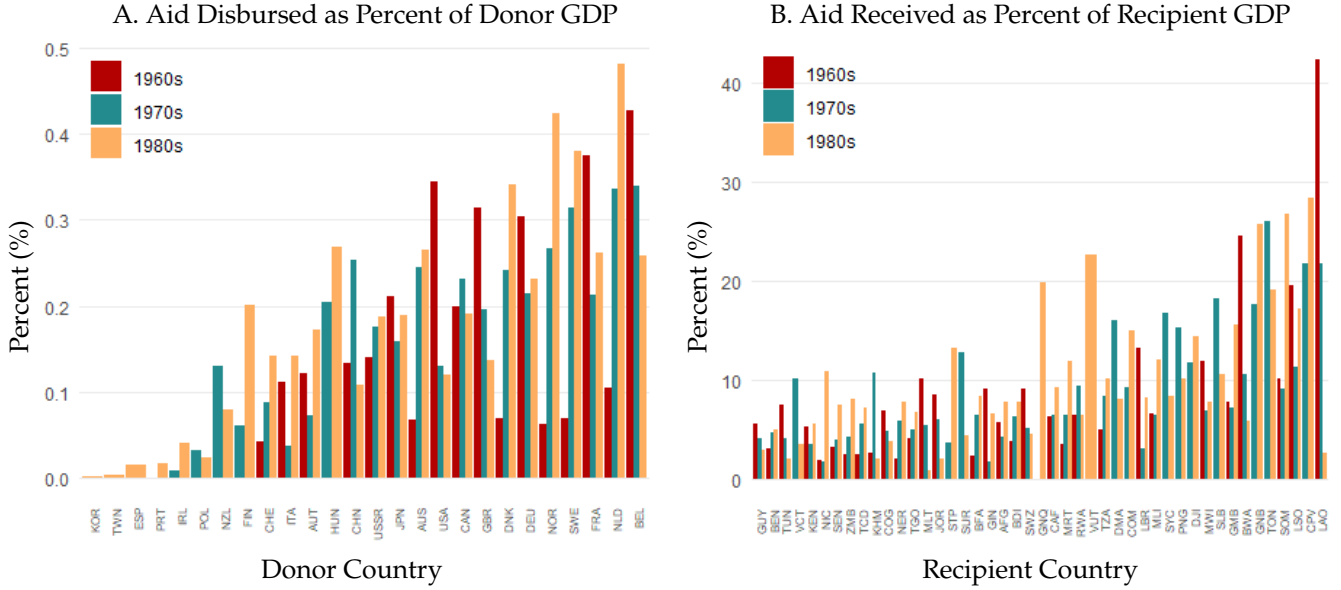 A. Aid Disbursed as Percent of Donor GDP
0.5
0.4
0.3
0.2
0.1
0.0
Percent (%)
1960s
1970s
1980s
KOR TWN ESP PRT IRL POL NZL FIN CHE ITA AUT HUN CHN USSR JPN AUS USA CAN GBR DNK DEU NOR SWE FRA NLD BEL
Donor Country
B. Aid Received as Percent of Recipient GDP
40
30
20
10
0
Percent (%)
1960s
1970s
1980s
GUY BEN TUN VCT KEN NIC SEN ZMB TCD KHM COG NER TGO MLT JOR STP SUR BFA GIN AFG BDI SWZ GNQ CAF MRT RWA VUT TZA DMA COM LBR MLI SYC PNG DJI MWI SLB GMB BWA GNB TON SOM LSO CPV LAO
Recipient Country